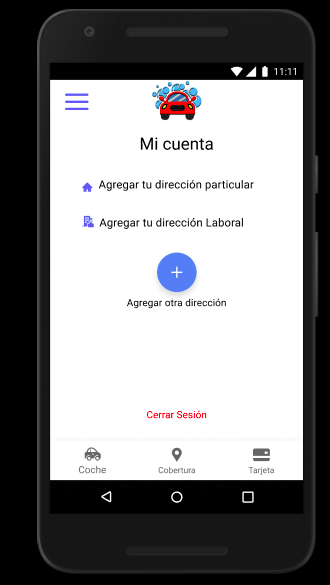 11:11
Mi cuenta
Agregar tu dirección particular
Agregar tu dirección Laboral
Agregar otra dirección
Cerrar Sesión
Coche Cobertura Tarjeta